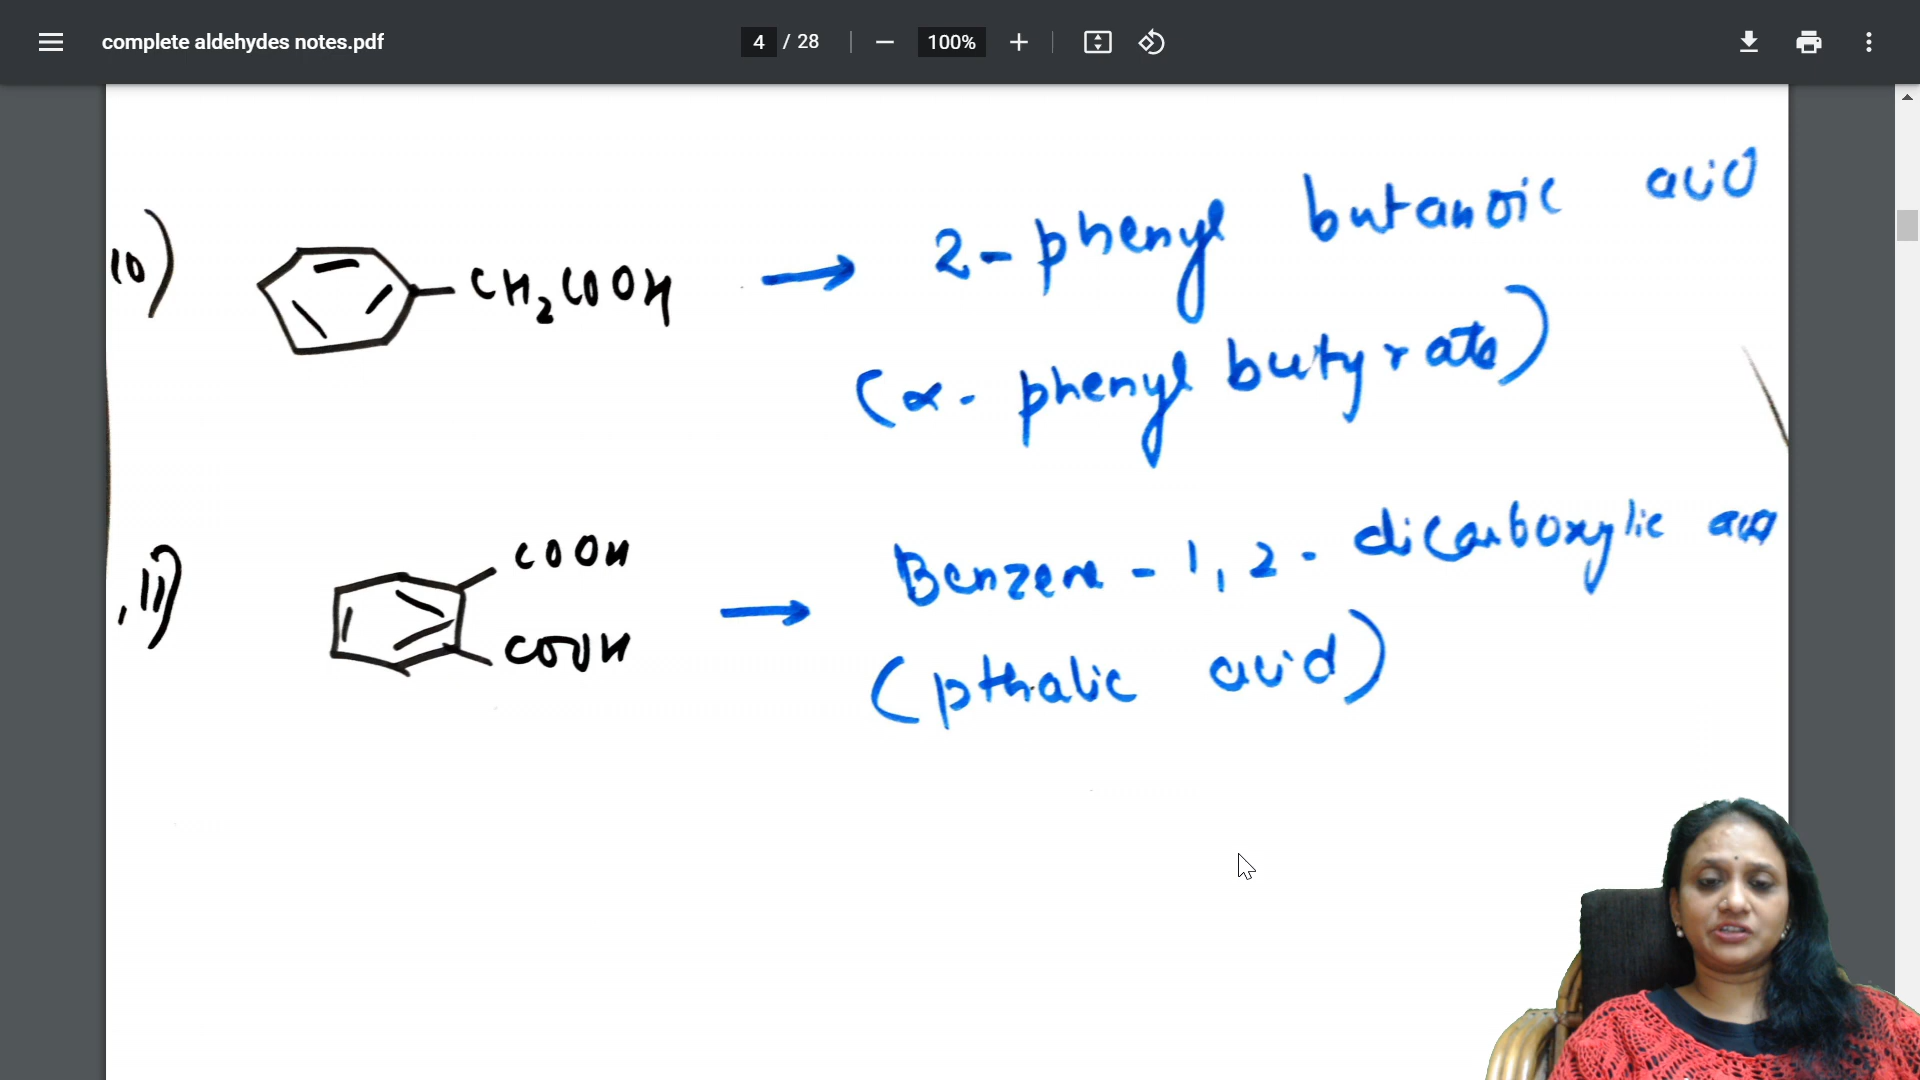 complete aldehydes notes.pdf 4 / 28 100%
10) CH₂COOH → 2-phenyl butanoic acid
(α-phenyl butyrate)
11) COOH
COOH → Benzene-1,2-dicarboxylic acid
(pthalic acid)